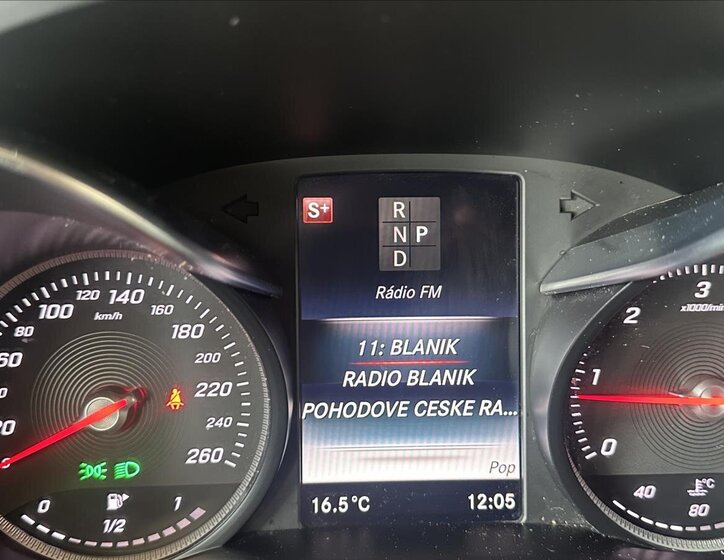 S+
R
N P
D
Rádio FM
11: BLANIK
RADIO BLANIK
POHODOVE CESKE RA...
Pop
16.5°C 12:05
80 100 120 140 160 180 200 220 240 260
km/h
0 1/2 1
0 1 2 3
x1000/min
°C
40 80